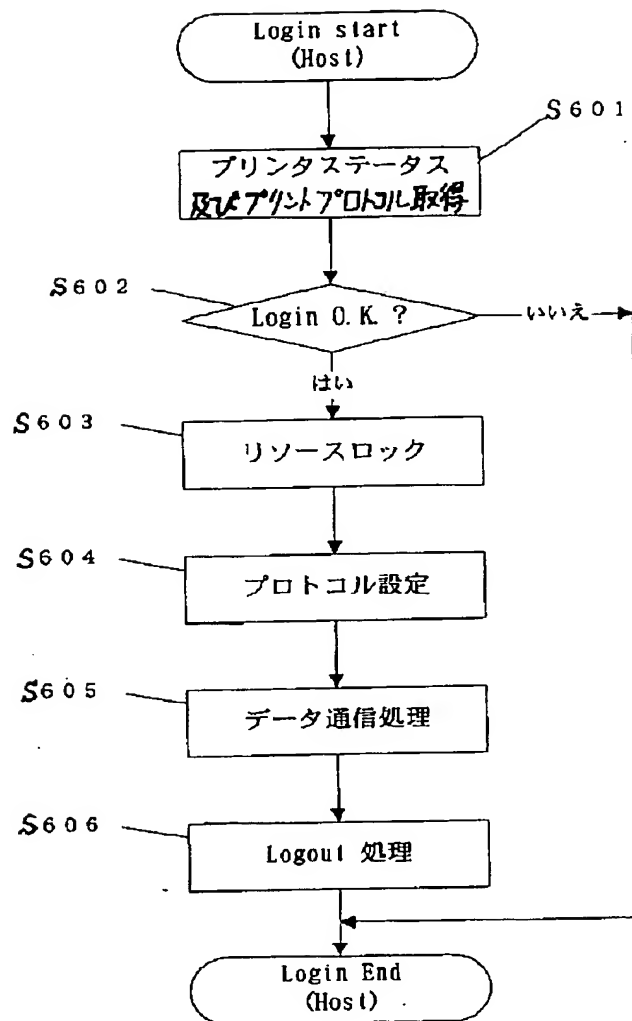 Login start
(Host)
S601
プリンタステータス
及びプリントプロトコル取得
S602
Login O.K. ?
いいえ
はい
S603
リソースロック
S604
プロトコル設定
S605
データ通信処理
S606
Logout 処理
Login End
(Host)